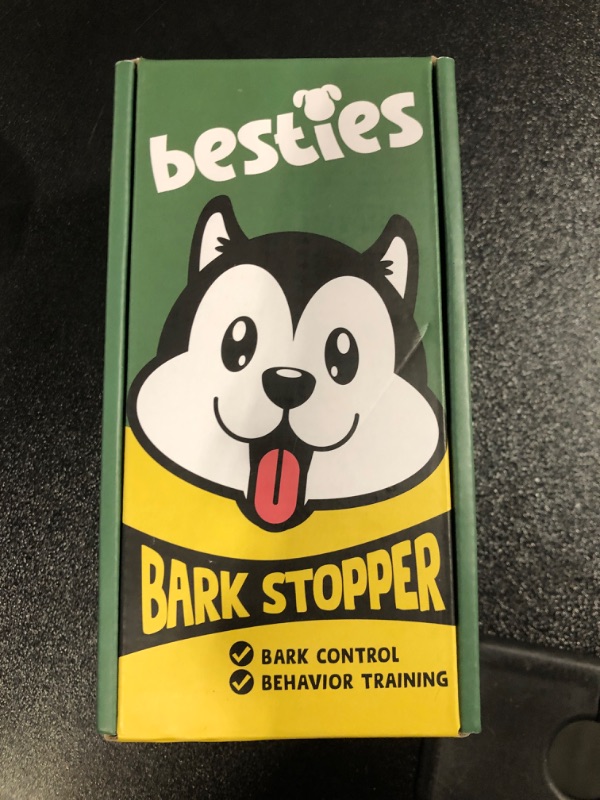 besties
BARK STOPPER
BARK CONTROL
BEHAVIOR TRAINING